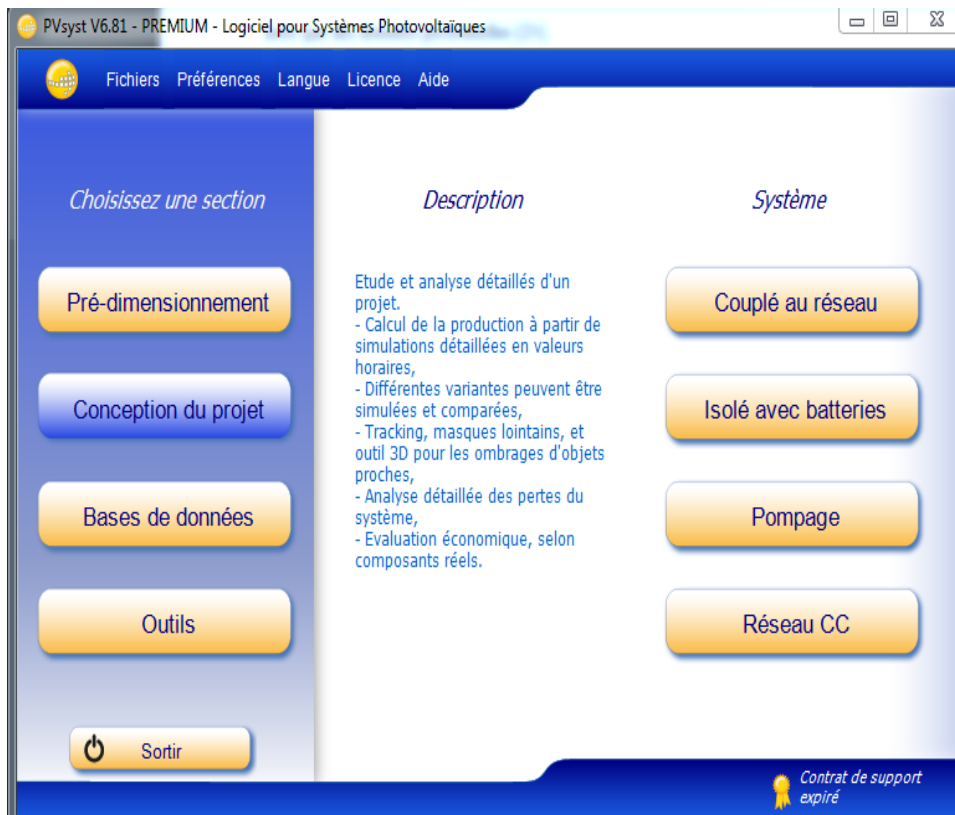 PVsyst V6.81 - PREMIUM - Logiciel pour Systèmes Photovoltaïques
Fichiers Préférences Langue Licence Aide
Choisissez une section
Pré-dimensionnement
Conception du projet
Bases de données
Outils
Sortir
Description
Etude et analyse détaillés d'un
projet.
- Calcul de la production à partir de
simulations détaillées en valeurs
horaires,
- Différentes variantes peuvent être
simulées et comparées,
- Tracking, masques lointains, et
outil 3D pour les ombrages d'objets
proches,
- Analyse détaillée des pertes du
système,
- Evaluation économique, selon
composants réels.
Système
Couplé au réseau
Isolé avec batteries
Pompage
Réseau CC
Contrat de support
expiré